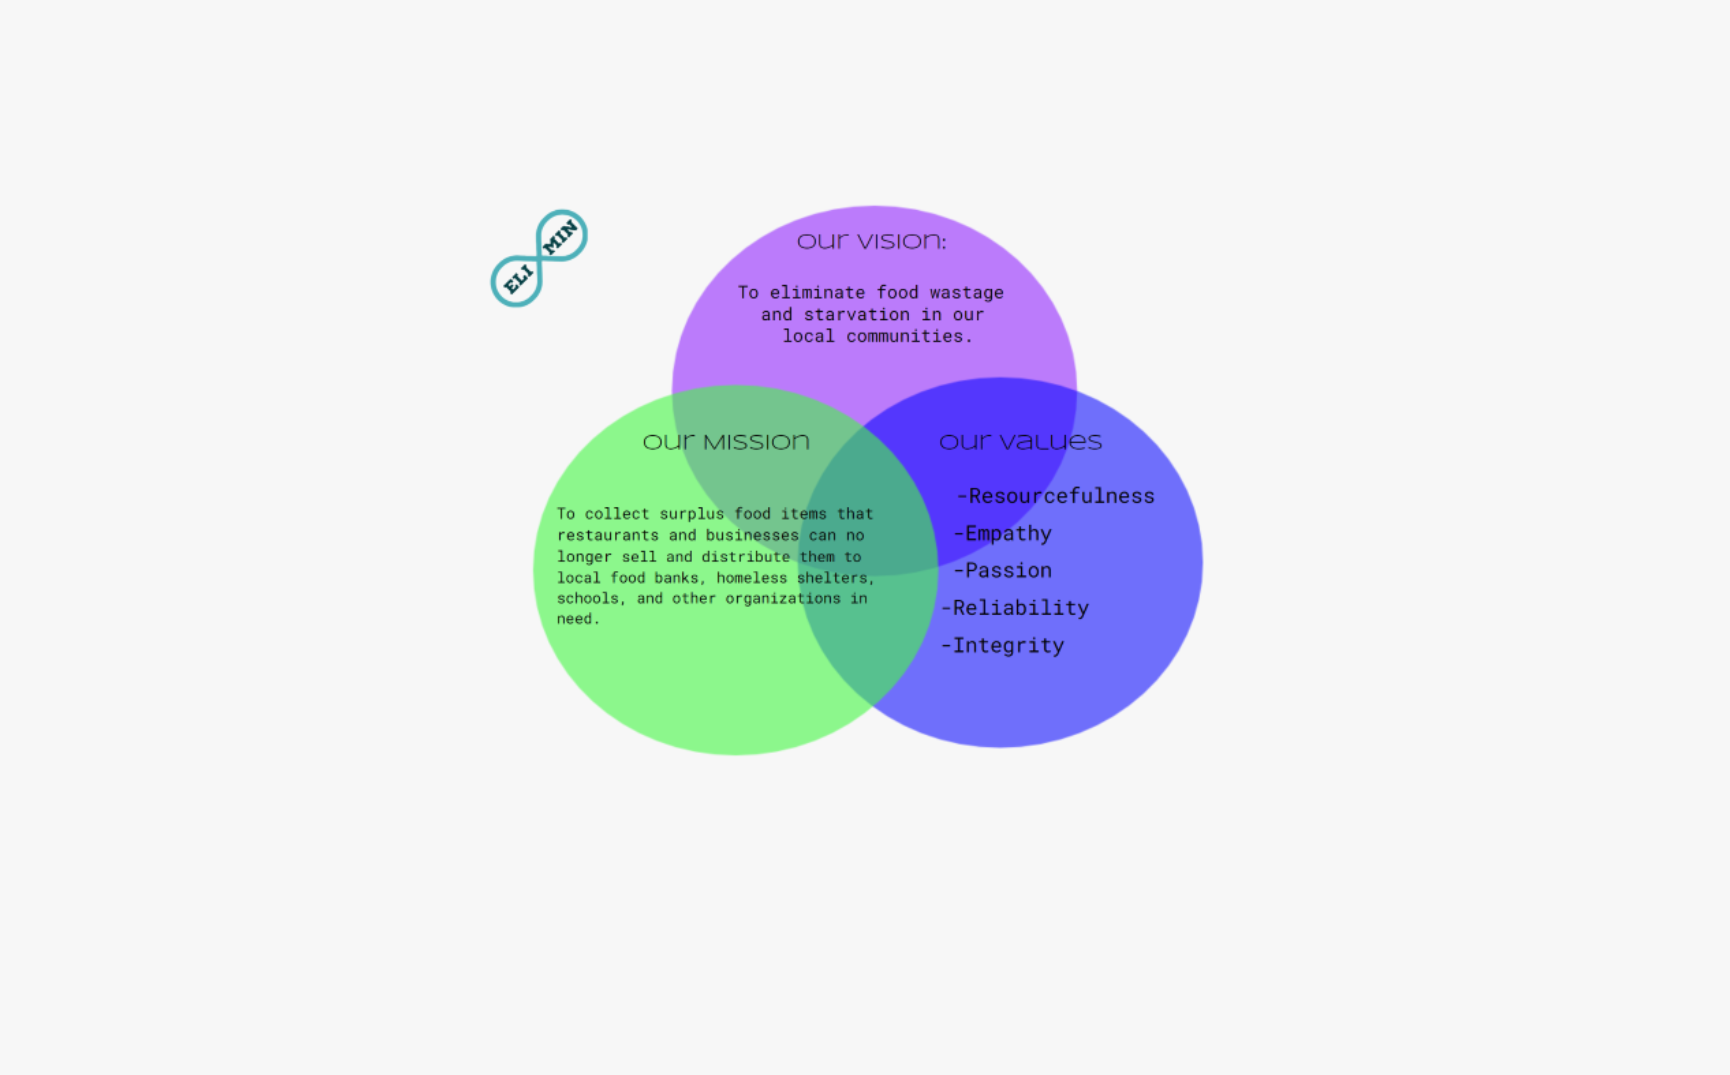 ELI MIN
Our Vision:
To eliminate food wastage
and starvation in our
local communities.
Our Mission
To collect surplus food items that
restaurants and businesses can no
longer sell and distribute them to
local food banks, homeless shelters,
schools, and other organizations in
need.
Our Values
-Resourcefulness
-Empathy
-Passion
-Reliability
-Integrity